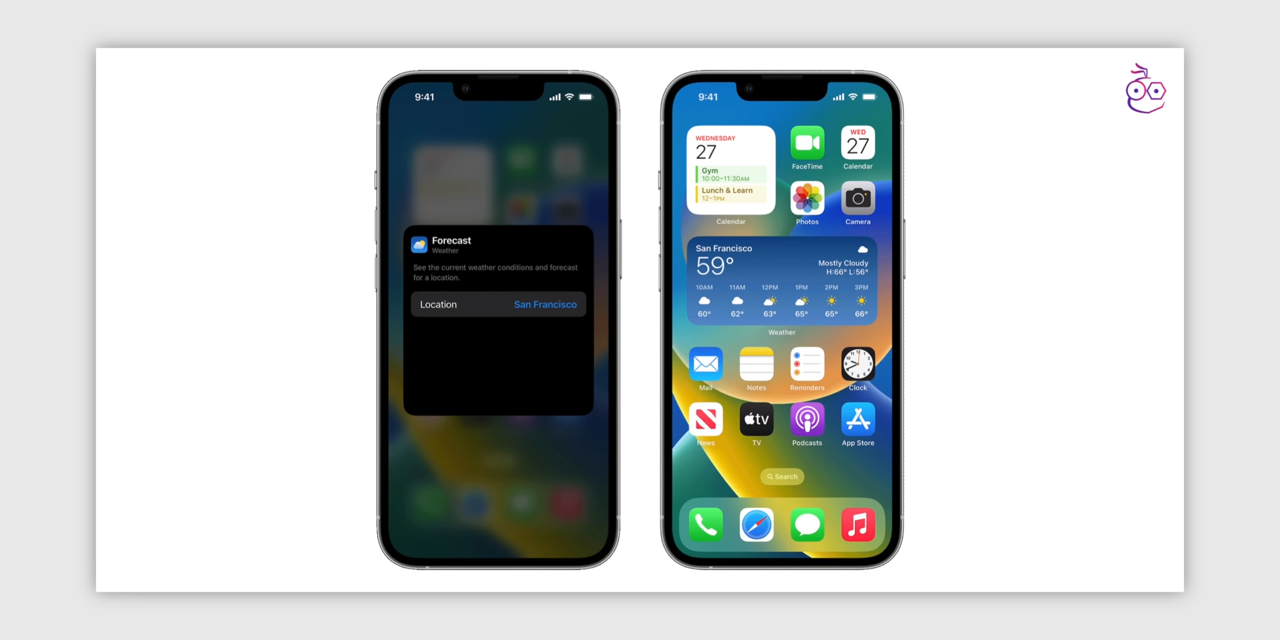 9:41
Forecast
Weather
See the current weather conditions and forecast
for a location.
Location San Francisco
9:41
WEDNESDAY
27
Gym
10:00–11:30AM
Lunch & Learn
12–1PM
Calendar
FaceTime
WED
27
Calendar
Photos
Camera
San Francisco
59°
Mostly Cloudy
H:66° L:56°
10AM 11AM 12PM 1PM 2PM 3PM
60° 62° 63° 65° 65° 66°
Weather
Mail Notes Reminders Clock
tv
News TV Podcasts App Store
Search